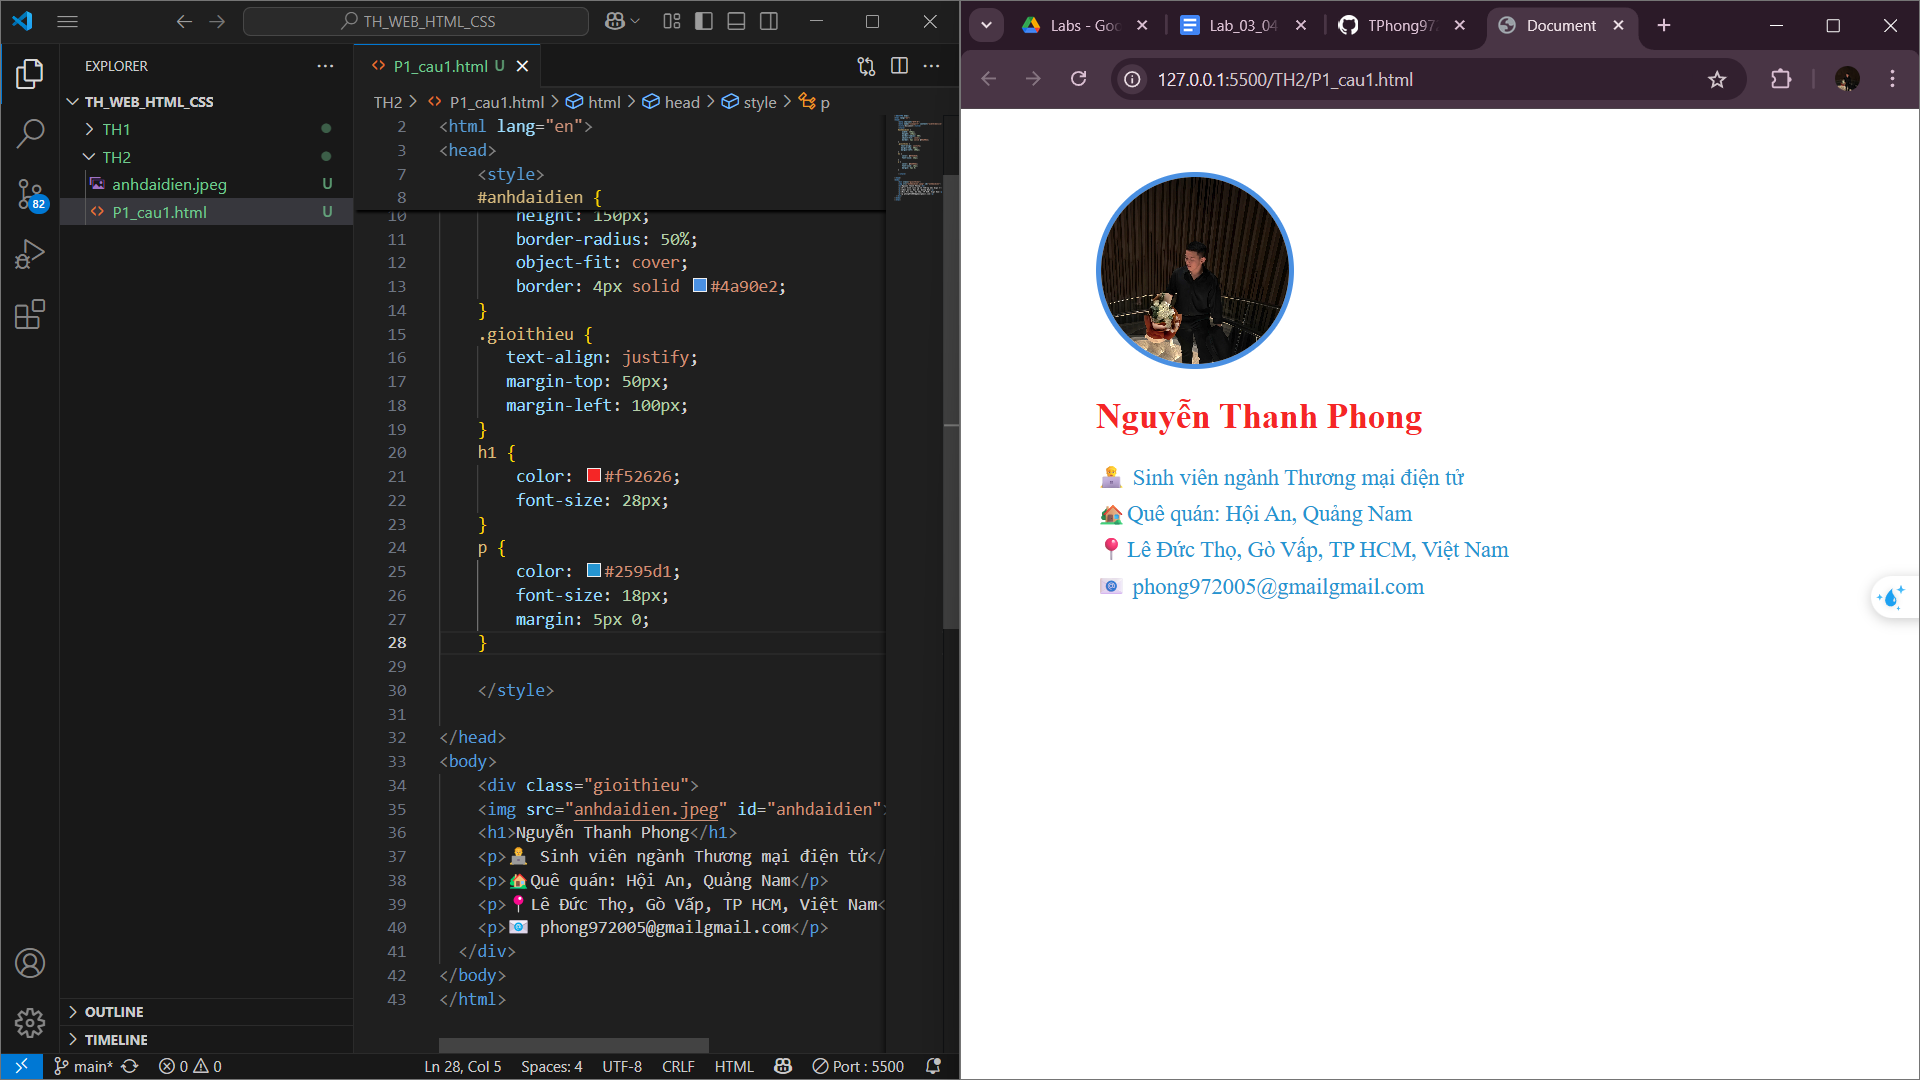 TH_WEB_HTML_CSS
EXPLORER
TH_WEB_HTML_CSS
TH1
TH2
anhdaidien.jpeg U
P1_cau1.html U
OUTLINE
TIMELINE
82
P1_cau1.html U
TH2 > P1_cau1.html > html > head > style > p
2 <html lang="en">
3 <head>
7 <style>
8 #anhdaidien {
10 height: 150px;
11 border-radius: 50%;
12 object-fit: cover;
13 border: 4px solid #4a90e2;
14 }
15 .gioithieu {
16 text-align: justify;
17 margin-top: 50px;
18 margin-left: 100px;
19 }
20 h1 {
21 color: #f52626;
22 font-size: 28px;
23 }
24 p {
25 color: #2595d1;
26 font-size: 18px;
27 margin: 5px 0;
28 }
29
30 </style>
31
32 </head>
33 <body>
34 <div class="gioithieu">
35 <img src="anhdaidien.jpeg" id="anhdaidien">
36 <h1>Nguyễn Thanh Phong</h1>
37 <p>👨‍💻 Sinh viên ngành Thương mại điện tử</
38 <p>🏠Quê quán: Hội An, Quảng Nam</p>
39 <p>📍Lê Đức Thọ, Gò Vấp, TP HCM, Việt Nam<
40 <p>📧 phong972005@gmailgmail.com</p>
41 </div>
42 </body>
43 </html>
main* 0 0 Ln 28, Col 5 Spaces: 4 UTF-8 CRLF HTML Port : 5500
Labs - Goo
Lab_03_04
TPhong97
Document
127.0.0.1:5500/TH2/P1_cau1.html
Nguyễn Thanh Phong
👨‍💻 Sinh viên ngành Thương mại điện tử
🏠Quê quán: Hội An, Quảng Nam
📍Lê Đức Thọ, Gò Vấp, TP HCM, Việt Nam
📧 phong972005@gmailgmail.com